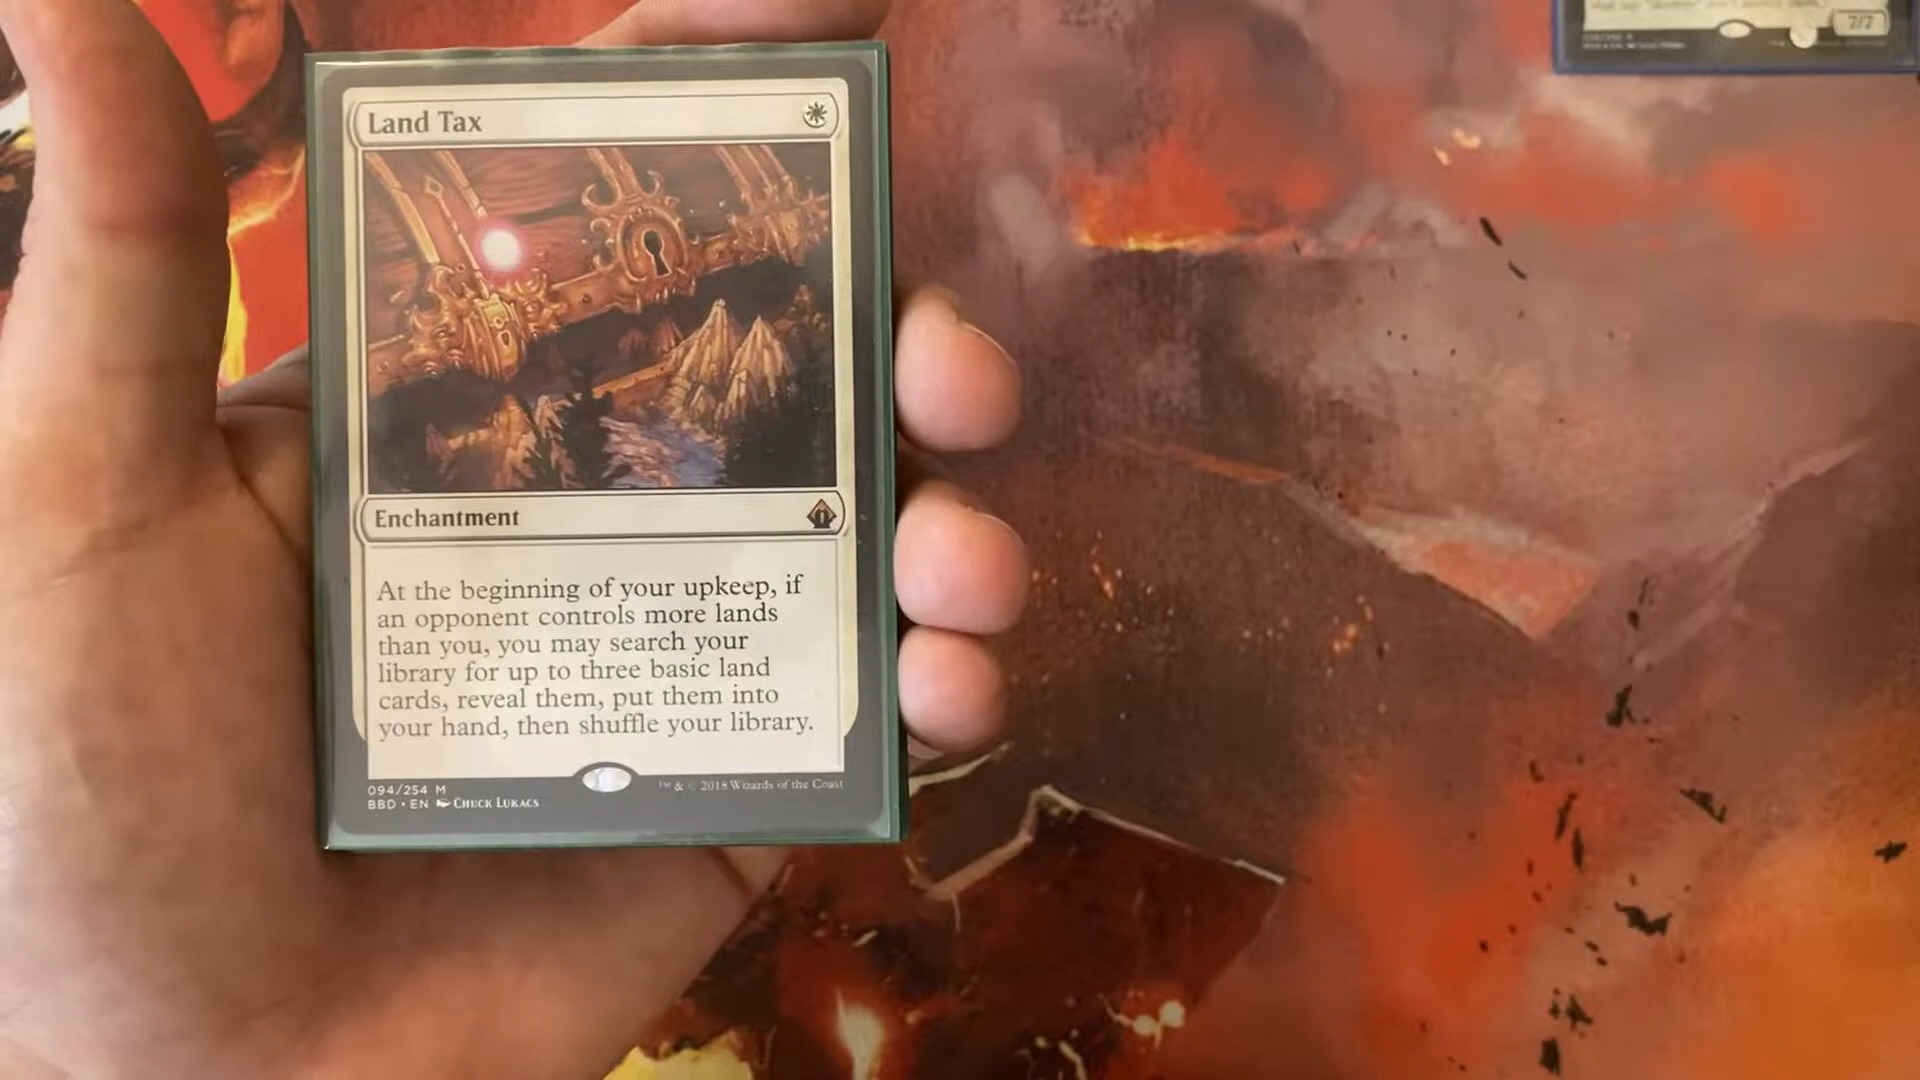 Land Tax
Enchantment
At the beginning of your upkeep, if
an opponent controls more lands
than you, you may search your
library for up to three basic land
cards, reveal them, put them into
your hand, then shuffle your library.
094/254 M
BBD • EN Chuck Lukacs
™ & © 2018 Wizards of the Coast
7/7